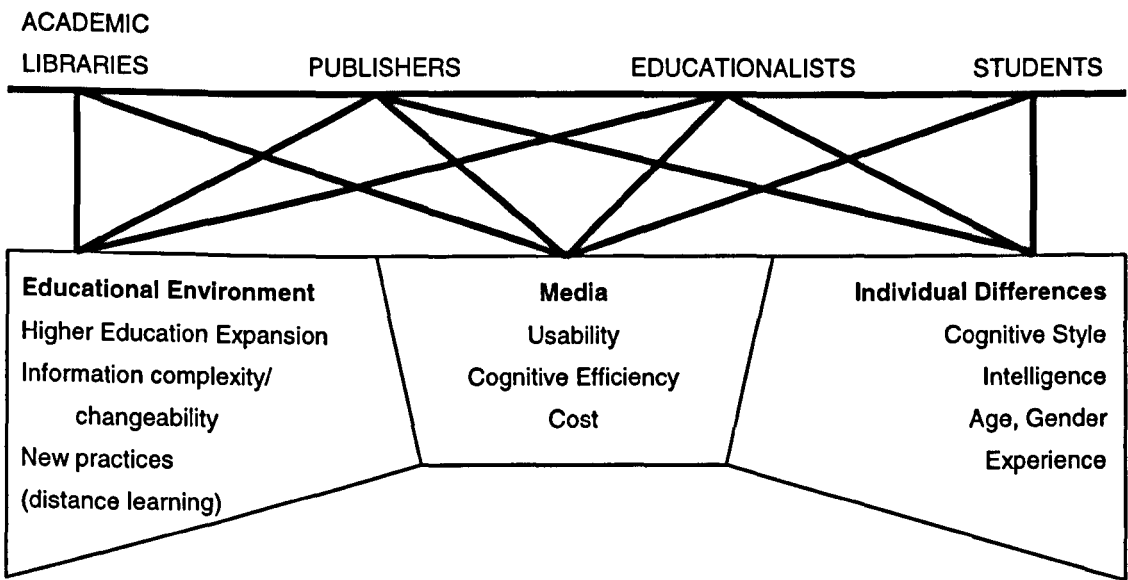 ACADEMIC
LIBRARIES
PUBLISHERS
EDUCATIONALISTS
STUDENTS
Educational Environment
Higher Education Expansion
Information complexity/
changeability
New practices
(distance learning)
Media
Usability
Cognitive Efficiency
Cost
Individual Differences
Cognitive Style
Intelligence
Age, Gender
Experience